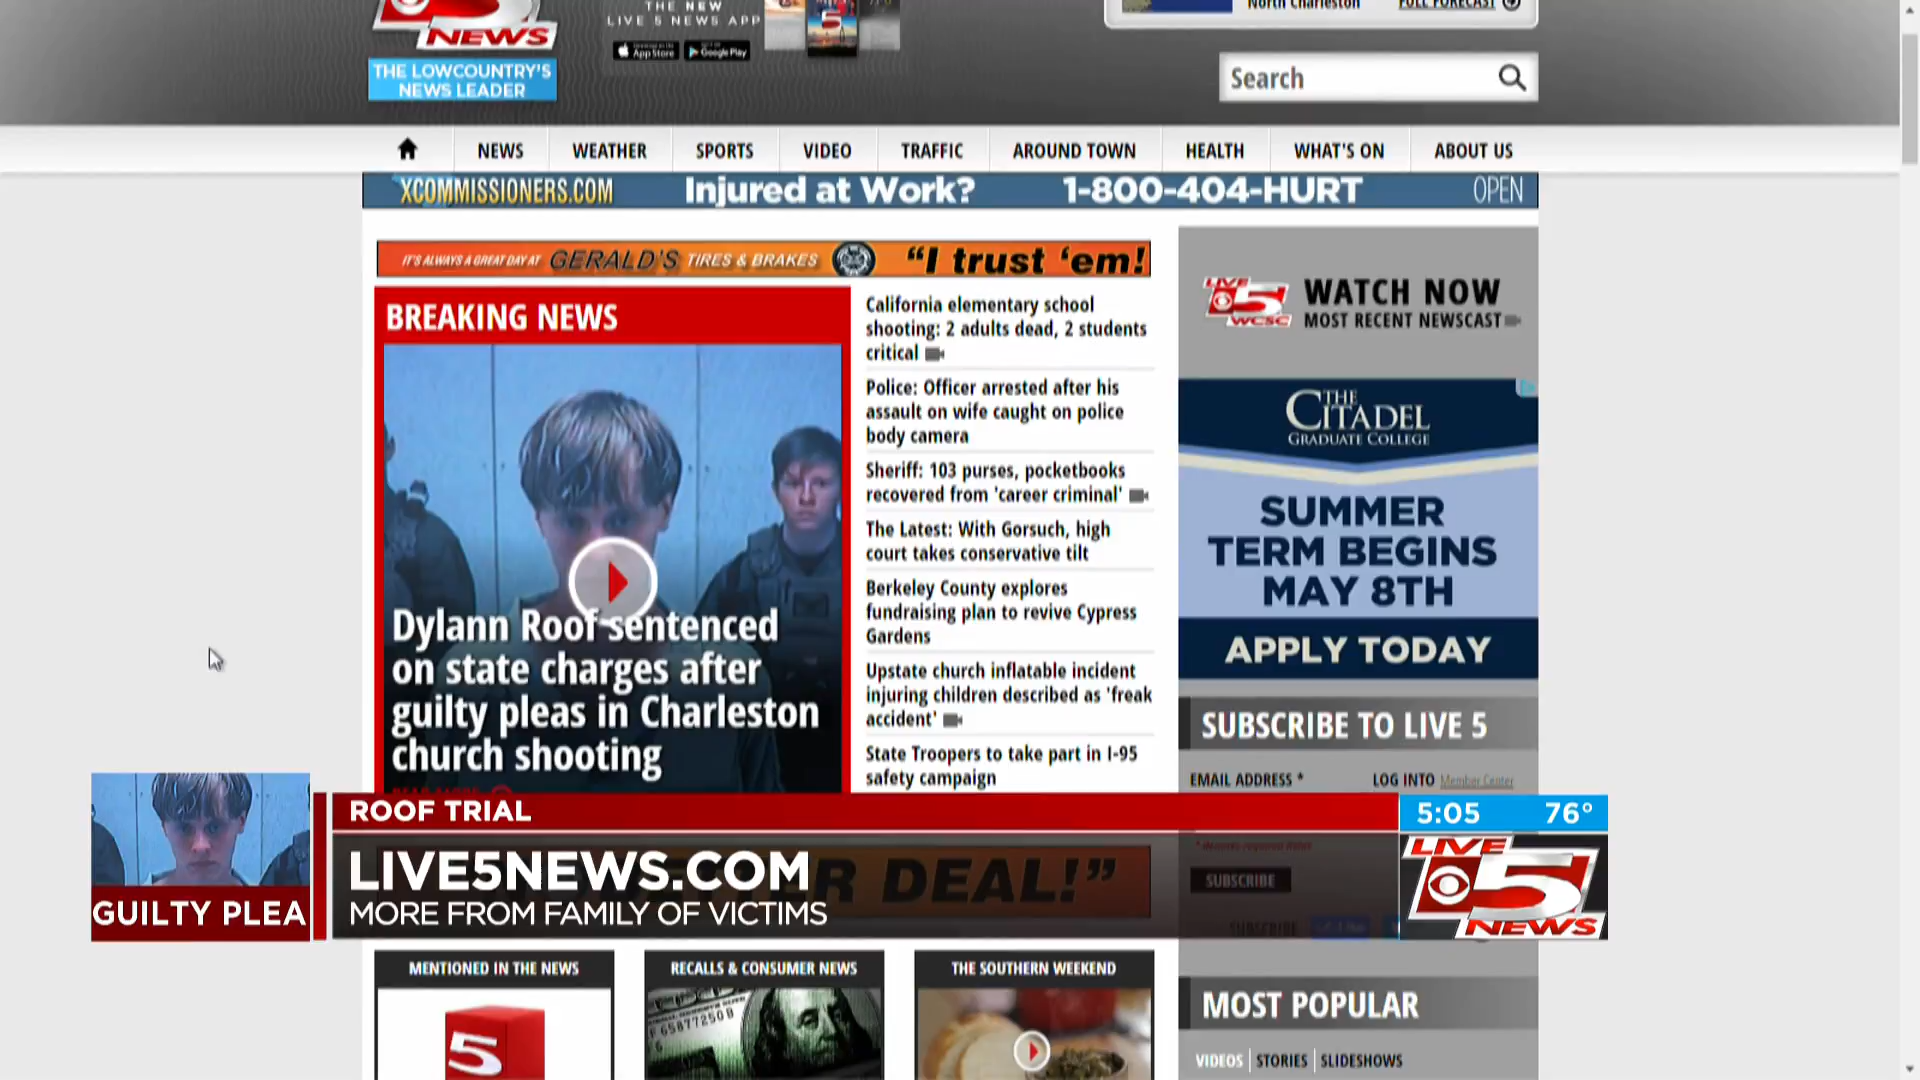 THE NEW
LIVE 5 NEWS APP
App Store
Google Play
5
NEWS
THE LOWCOUNTRY'S
NEWS LEADER
North Charleston
FULL FORECAST
Search
NEWS
WEATHER
SPORTS
VIDEO
TRAFFIC
AROUND TOWN
HEALTH
WHAT'S ON
ABOUT US
XCOMMISSIONERS.COM
Injured at Work?
1-800-404-HURT
OPEN
IT'S ALWAYS A GREAT DAY AT GERALD'S TIRES & BRAKES "I trust 'em!
BREAKING NEWS
Dylann Roof sentenced
on state charges after
guilty pleas in Charleston
church shooting
California elementary school
shooting: 2 adults dead, 2 students
critical
Police: Officer arrested after his
assault on wife caught on police
body camera
Sheriff: 103 purses, pocketbooks
recovered from 'career criminal'
The Latest: With Gorsuch, high
court takes conservative tilt
Berkeley County explores
fundraising plan to revive Cypress
Gardens
Upstate church inflatable incident
injuring children described as 'freak
accident'
State Troopers to take part in I-95
safety campaign
LIVE
5
WCSC
WATCH NOW
MOST RECENT NEWSCAST
THE
CITADEL
GRADUATE COLLEGE
SUMMER
TERM BEGINS
MAY 8TH
APPLY TODAY
SUBSCRIBE TO LIVE 5
EMAIL ADDRESS *
LOG INTO Member Center
SUBSCRIBE
SUBSCRIBE
GUILTY PLEA
ROOF TRIAL
LIVE5NEWS.COM
MORE FROM FAMILY OF VICTIMS
DEAL!"
5:05 76°
LIVE
5
NEWS
MENTIONED IN THE NEWS
5
RECALLS & CONSUMER NEWS
F 65877250B
THE SOUTHERN WEEKEND
MOST POPULAR
VIDEOS
STORIES
SLIDESHOWS